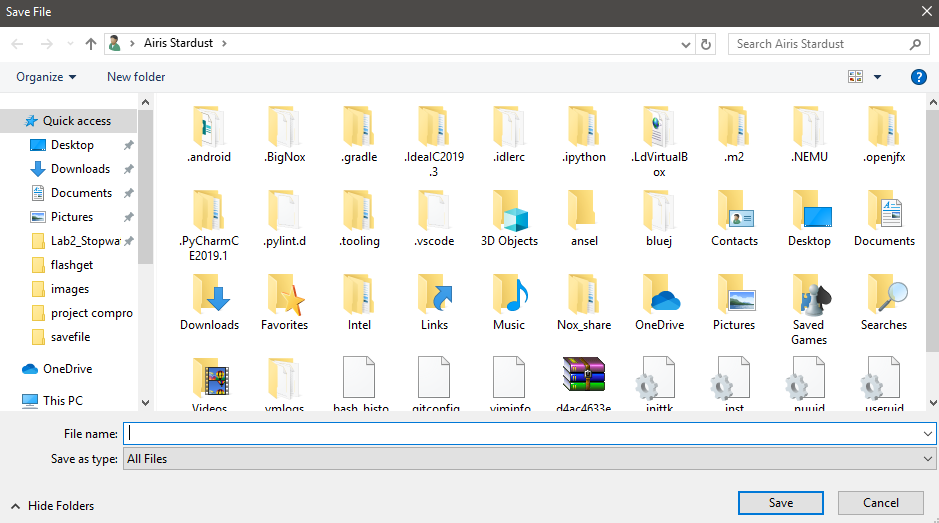 Save File
Airis Stardust
Search Airis Stardust
Organize
New folder
Quick access
Desktop
Downloads
Documents
Pictures
Lab2_Stopwa
flashget
images
project compro
savefile
OneDrive
This PC
.android
.BigNox
.gradle
.IdeaIC2019
.3
.idlerc
.ipython
.LdVirtualB
ox
.m2
.NEMU
.openjfx
.PyCharmC
E2019.1
.pylint.d
.tooling
.vscode
3D Objects
ansel
bluej
Contacts
Desktop
Documents
Downloads
Favorites
Intel
Links
Music
Nox_share
OneDrive
Pictures
Saved
Games
Searches
Videos
vmlogs
.bash_histo
.gitconfig
.viminfo
d4ac4633e
.inittk
.inst
.nuuid
.useruid
File name:
Save as type:
All Files
Hide Folders
Save
Cancel